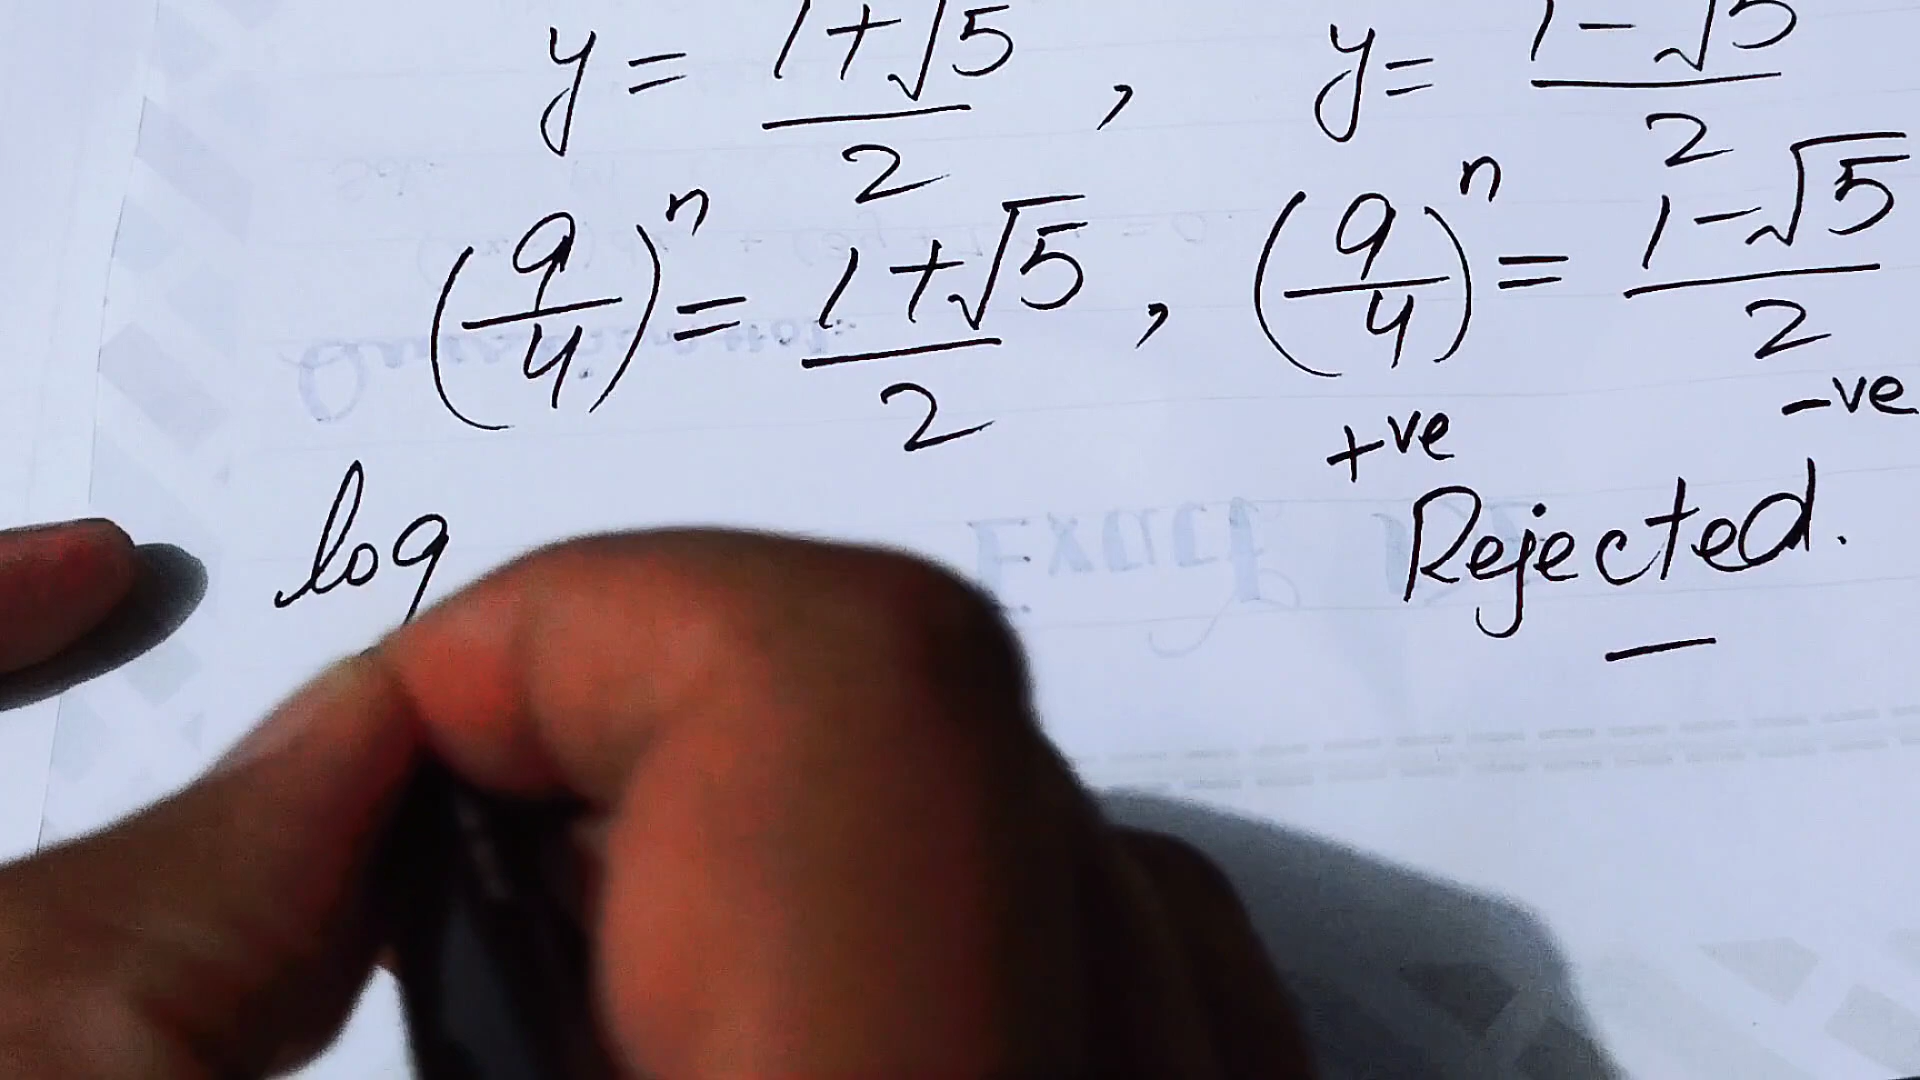 y = (1+√5)/2 , y = (1-√5)/2
(9/4)^n = (1+√5)/2 , (9/4)^n = (1-√5)/2
+ve -ve
log Rejected.